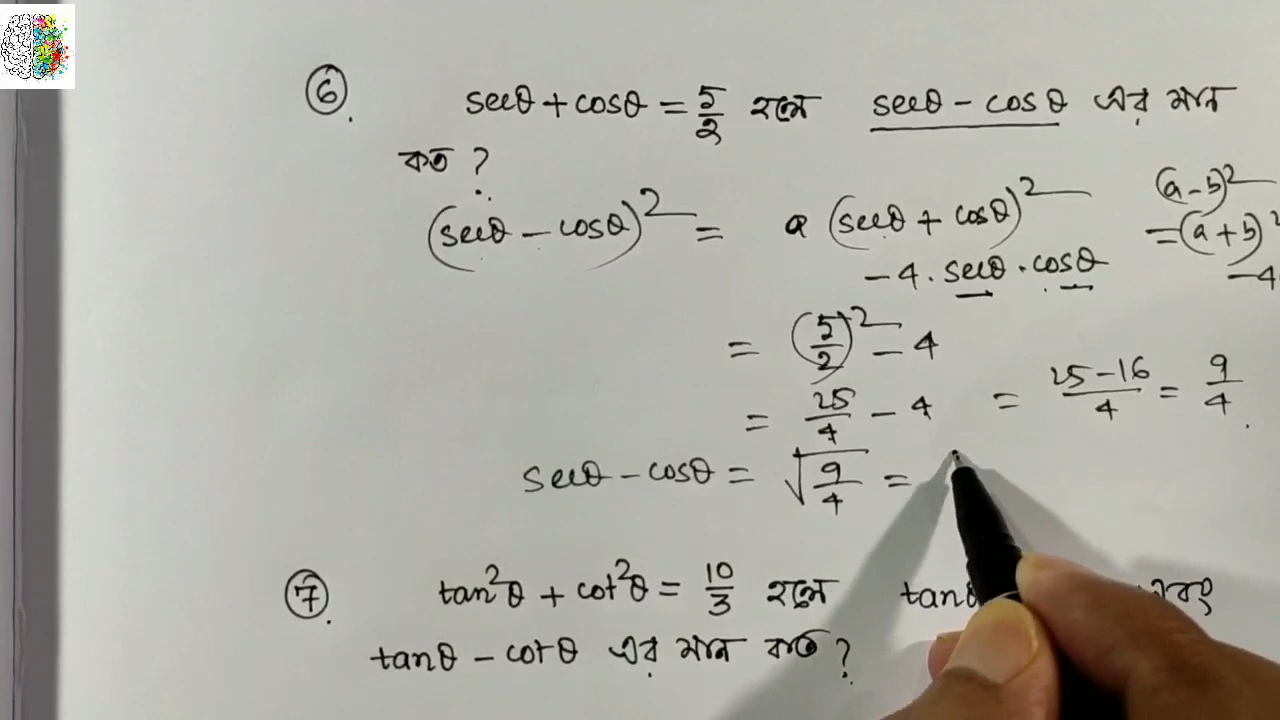 6. secθ + cosθ = 5/2 হলে secθ - cosθ এর মান
কত ?
(secθ - cosθ)² = (secθ + cosθ)² (a-b)²
- 4 . secθ . cosθ = (a+b)²
-4
= (5/2)² - 4
= 25/4 - 4 = 25-16/4 = 9/4
secθ - cosθ = √9/4 =
7. tan²θ + cot²θ = 10/3 হলে tanθ এবং
tanθ - cotθ এর মান কত ?